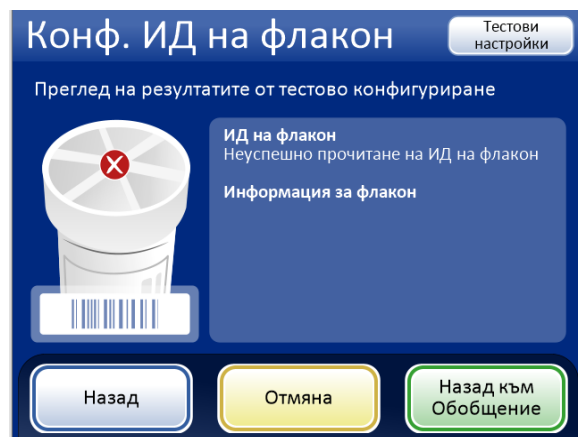 Конф. ИД на флакон
Тестови
настройки
Преглед на резултатите от тестово конфигуриране
ИД на флакон
Неуспешно прочитане на ИД на флакон
Информация за флакон
Назад
Отмяна
Назад към
Обобщение